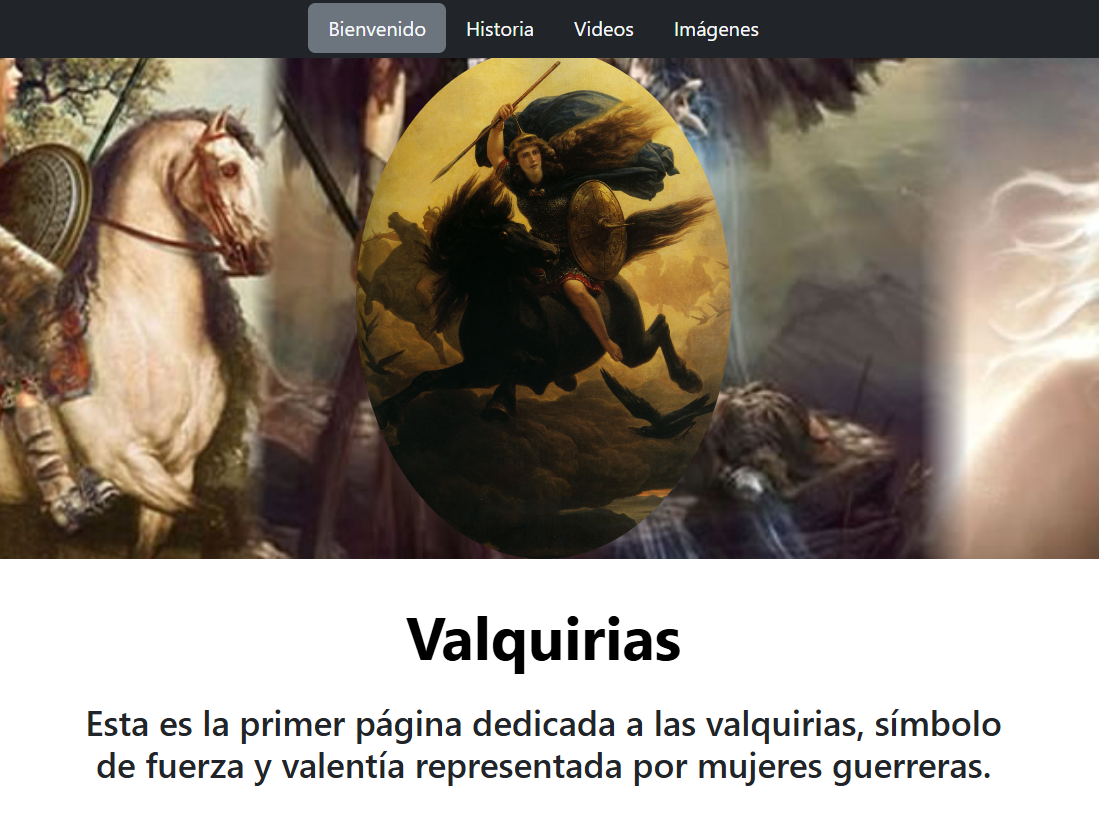 Bienvenido Historia Videos Imágenes
Valquirias
Esta es la primer página dedicada a las valquirias, símbolo
de fuerza y valentía representada por mujeres guerreras.